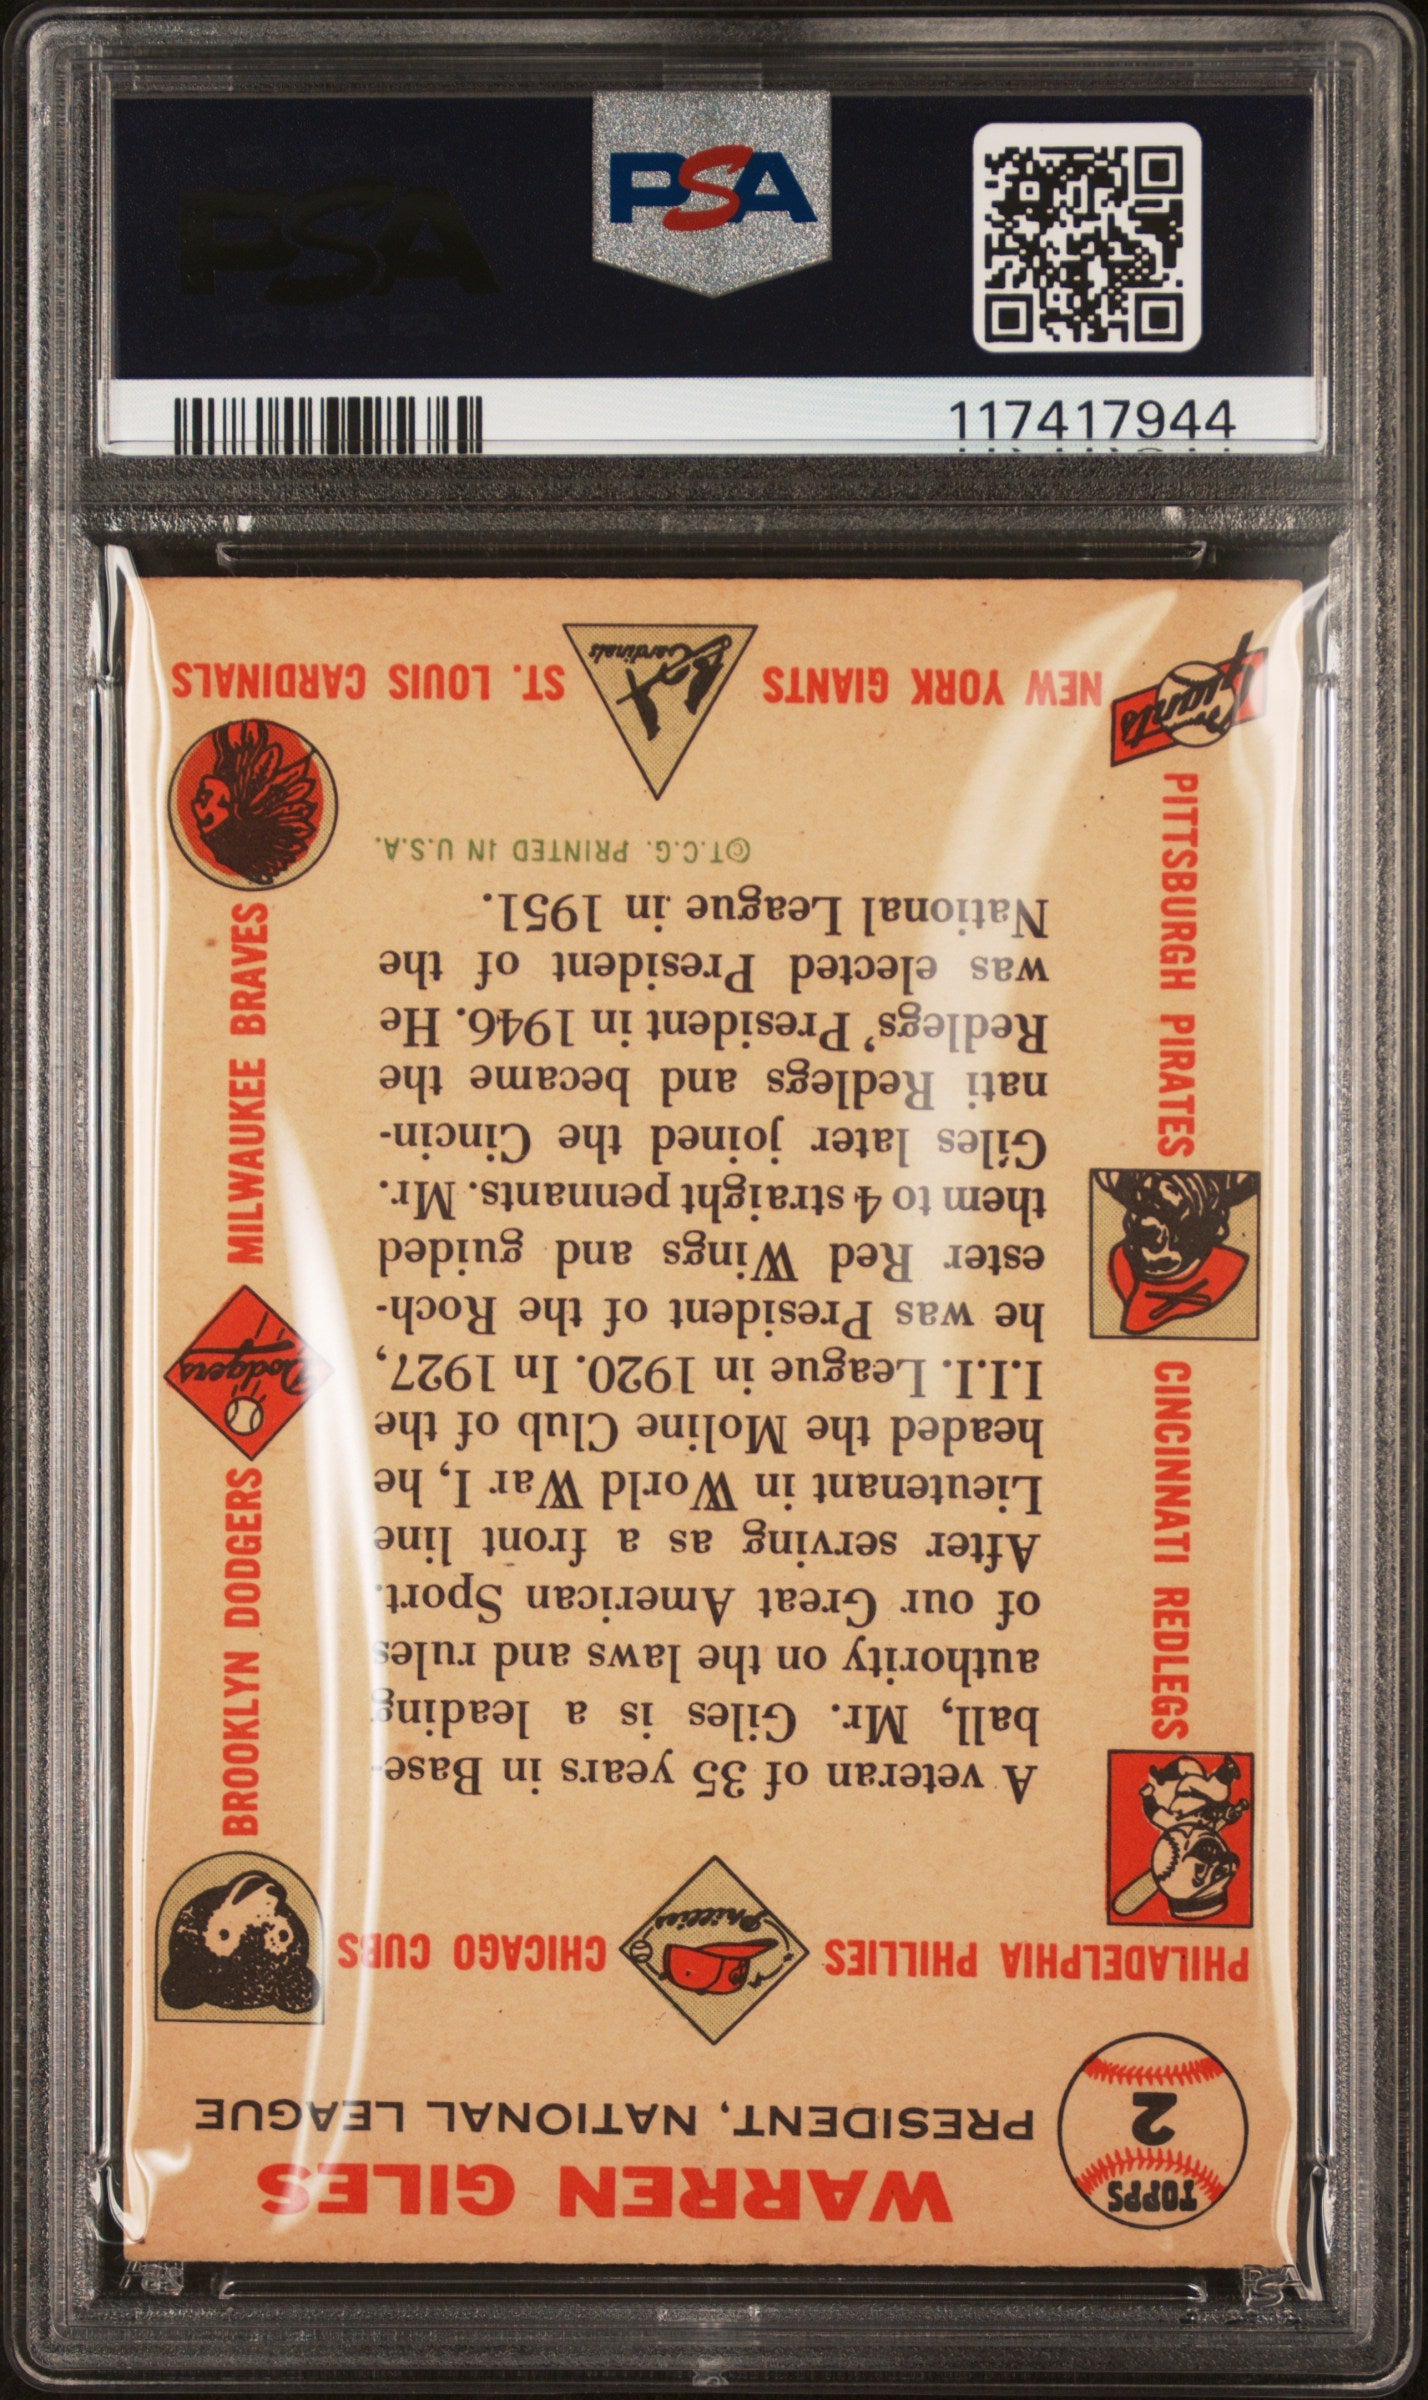 PSA
PSA
117417944
WARREN GILES
PRESIDENT, NATIONAL LEAGUE
TOPPS
2
PHILADELPHIA PHILLIES
Phillies
CHICAGO CUBS
CINCINNATI REDLEGS
BROOKLYN DODGERS
Dodgers
PITTSBURGH PIRATES
MILWAUKEE BRAVES
A veteran of 35 years in Base-
ball, Mr. Giles is a leading
authority on the laws and rules
of our Great American Sport.
After serving as a front line
Lieutenant in World War I, he
headed the Moline Club of the
I.I.I. League in 1920. In 1927,
he was President of the Roch-
ester Red Wings and guided
them to 4 straight pennants. Mr.
Giles later joined the Cincin-
nati Redlegs and became the
Redlegs' President in 1946. He
was elected President of the
National League in 1951.
©T.C.G. PRINTED IN U.S.A.
Giants
NEW YORK GIANTS
Cardinals
ST. LOUIS CARDINALS
PSA